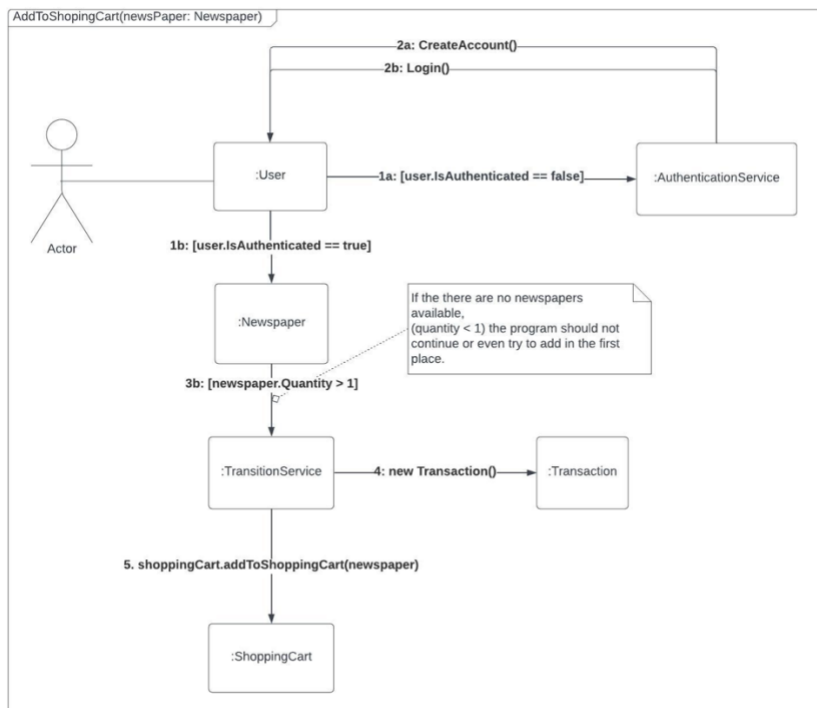 AddToShopingCart(newsPaper: Newspaper)
2a: CreateAccount()
2b: Login()
:User
1a: [user.IsAuthenticated == false]
:AuthenticationService
Actor
1b: [user.IsAuthenticated == true]
:Newspaper
If the there are no newspapers
available,
(quantity < 1) the program should not
continue or even try to add in the first
place.
3b: [newspaper.Quantity > 1]
:TransitionService
4: new Transaction()
:Transaction
5. shoppingCart.addToShoppingCart(newspaper)
:ShoppingCart